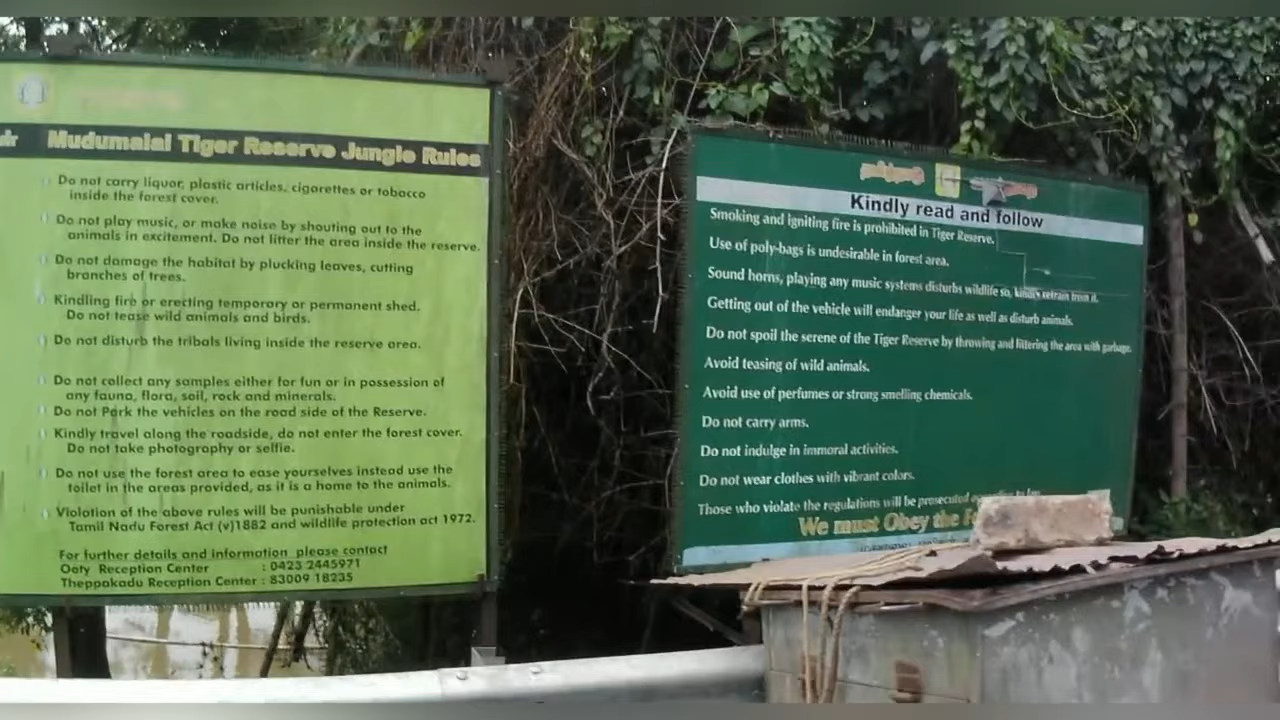 Mudumalai Tiger Reserve Jungle Rules
Do not carry liquor, plastic articles, cigarettes or tobacco
inside the forest cover.
Do not play music, or make noise by shouting out to the
animals in excitement. Do not litter the area inside the reserve.
Do not damage the habitat by plucking leaves, cutting
branches of trees.
Kindling fire or erecting temporary or permanent shed.
Do not tease wild animals and birds.
Do not disturb the tribals living inside the reserve area.
Do not collect any samples either for fun or in possession of
any fauna, flora, soil, rock and minerals.
Do not Park the vehicles on the road side of the Reserve.
Kindly travel along the roadside, do not enter the forest cover.
Do not take photography or selfie.
Do not use the forest area to ease yourselves instead use the
toilet in the areas provided, as it is a home to the animals.
Violation of the above rules will be punishable under
Tamil Nadu Forest Act (v)1882 and wildlife protection act 1972.
For further details and information please contact
Ooty Reception Center : 0423 2445971
Theppakadu Reception Center : 83009 18235
Kindly read and follow
Smoking and igniting fire is prohibited in Tiger Reserve.
Use of poly-bags is undesirable in forest area.
Sound horns, playing any music systems disturbs wildlife so, kindly refrain from it.
Getting out of the vehicle will endanger your life as well as disturb animals.
Do not spoil the serene of the Tiger Reserve by throwing and littering the area with garbage.
Avoid teasing of wild animals.
Avoid use of perfumes or strong smelling chemicals.
Do not carry arms.
Do not indulge in immoral activities.
Do not wear clothes with vibrant colors.
Those who violate the regulations will be prosecuted
We must Obey the